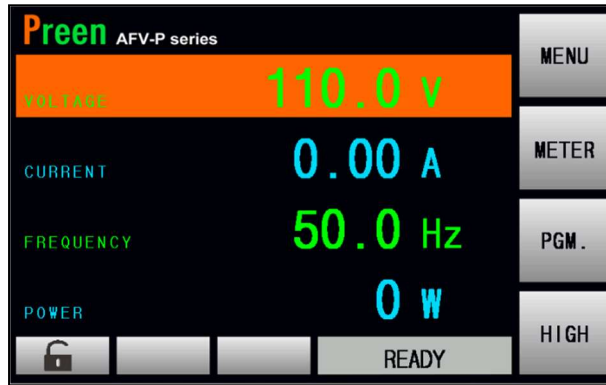 Preen AFV-P series
VOLTAGE 110.0 V
CURRENT 0.00 A
FREQUENCY 50.0 Hz
POWER 0 W
READY
MENU
METER
PGM.
HIGH